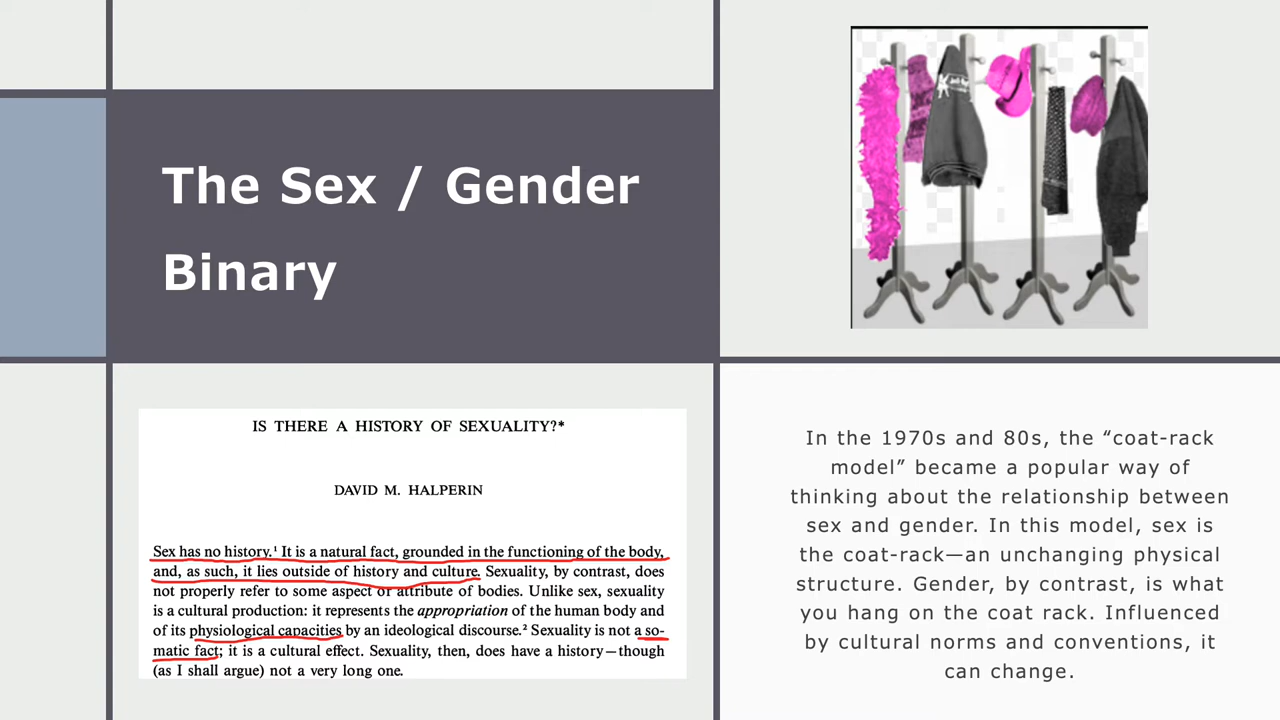 The Sex / Gender
Binary
IS THERE A HISTORY OF SEXUALITY?*
DAVID M. HALPERIN
Sex has no history.¹ It is a natural fact, grounded in the functioning of the body,
and, as such, it lies outside of history and culture. Sexuality, by contrast, does
not properly refer to some aspect or attribute of bodies. Unlike sex, sexuality
is a cultural production: it represents the appropriation of the human body and
of its physiological capacities by an ideological discourse.² Sexuality is not a so-
matic fact; it is a cultural effect. Sexuality, then, does have a history—though
(as I shall argue) not a very long one.
In the 1970s and 80s, the “coat-rack
model” became a popular way of
thinking about the relationship between
sex and gender. In this model, sex is
the coat-rack—an unchanging physical
structure. Gender, by contrast, is what
you hang on the coat rack. Influenced
by cultural norms and conventions, it
can change.